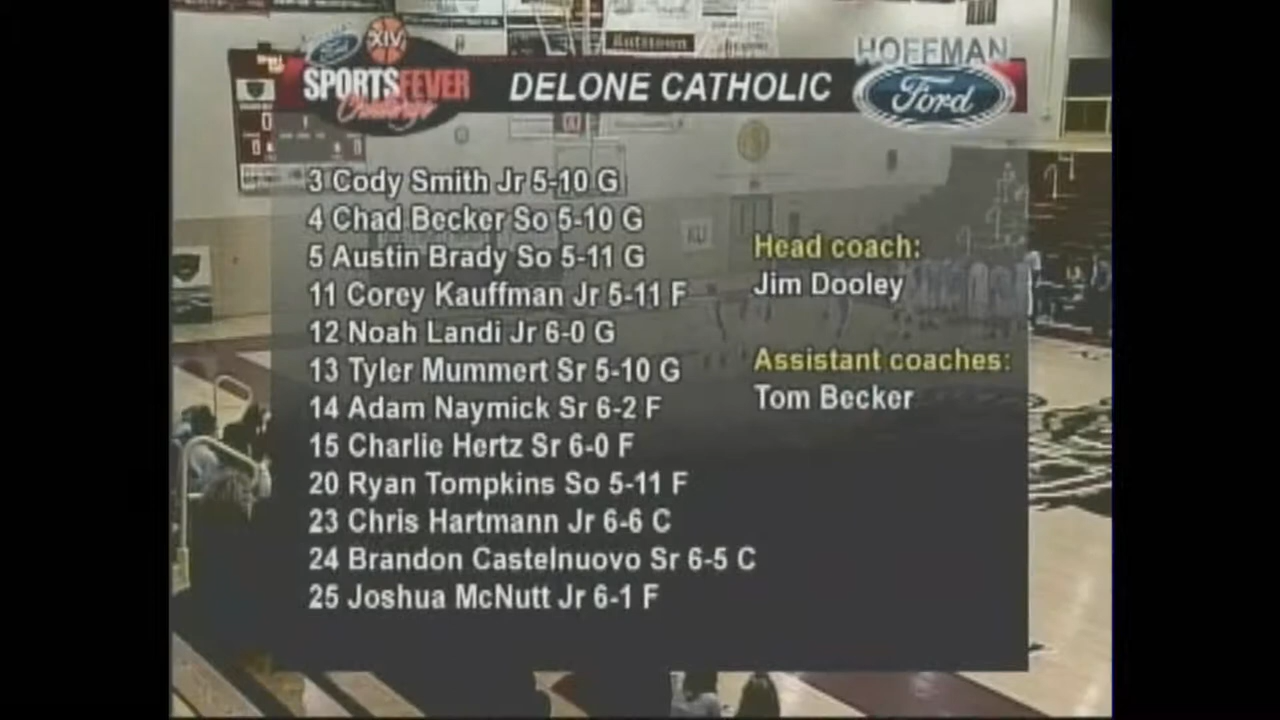 XIV
SPORTSFEVER
Challenge
DELONE CATHOLIC
HOFFMAN
Ford
3 Cody Smith Jr 5-10 G
4 Chad Becker So 5-10 G
5 Austin Brady So 5-11 G
11 Corey Kauffman Jr 5-11 F
12 Noah Landi Jr 6-0 G
13 Tyler Mummert Sr 5-10 G
14 Adam Naymick Sr 6-2 F
15 Charlie Hertz Sr 6-0 F
20 Ryan Tompkins So 5-11 F
23 Chris Hartmann Jr 6-6 C
24 Brandon Castelnuovo Sr 6-5 C
25 Joshua McNutt Jr 6-1 F
Head coach:
Jim Dooley
Assistant coaches:
Tom Becker
Kutztown
KU